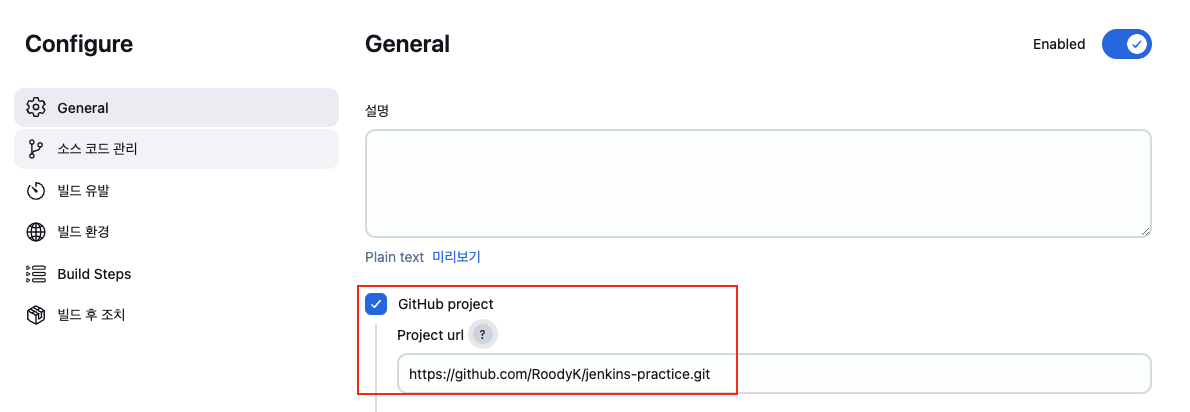 Configure
General
소스 코드 관리
빌드 유발
빌드 환경
Build Steps
빌드 후 조치
General
Enabled
설명
Plain text 미리보기
GitHub project
Project url ?
https://github.com/RoodyK/jenkins-practice.git